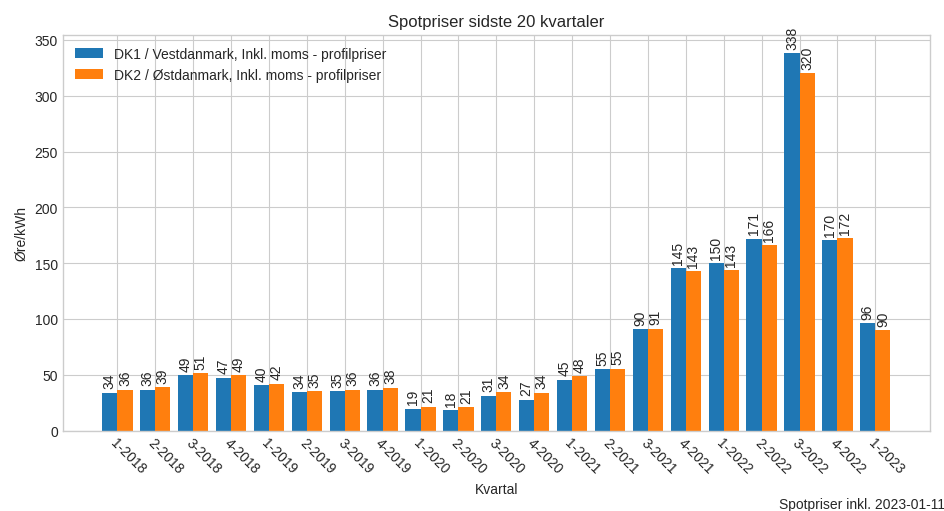 Spotpriser sidste 20 kvartaler
DK1 / Vestdanmark, Inkl. moms - profilpriser
DK2 / Østdanmark, Inkl. moms - profilpriser
Øre/kWh
350
300
250
200
150
100
50
0
34 36 36 39 49 51 47 49 40 42 34 35 35 36 36 38 19 21 18 21 31 34 27 34 45 48 55 55 90 91 145 143 150 143 171 166 338 320 170 172 96 90
1-2018 2-2018 3-2018 4-2018 1-2019 2-2019 3-2019 4-2019 1-2020 2-2020 3-2020 4-2020 1-2021 2-2021 3-2021 4-2021 1-2022 2-2022 3-2022 4-2022 1-2023
Kvartal
Spotpriser inkl. 2023-01-11